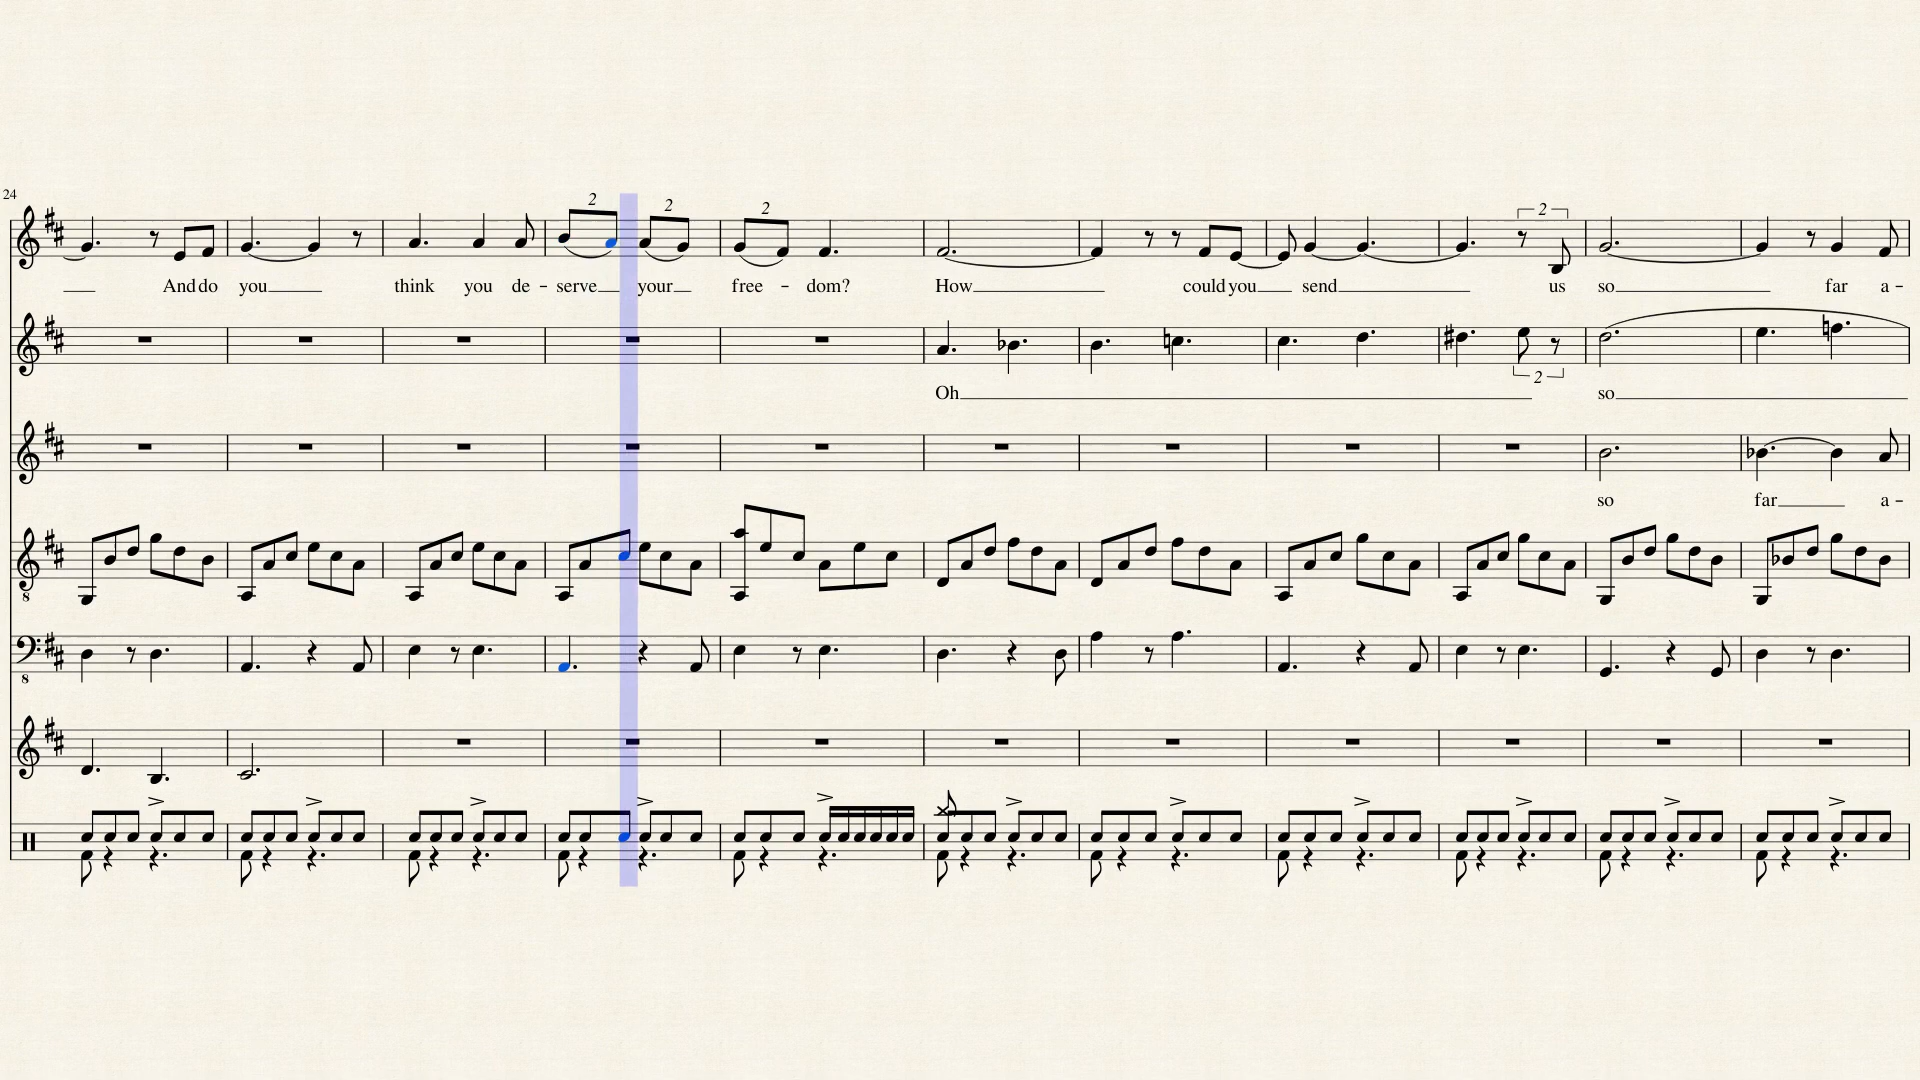 24
2 2 2 2
And do you think you de - serve your free - dom? How could you send us so far a -
2
Oh so
so far a -
8
8